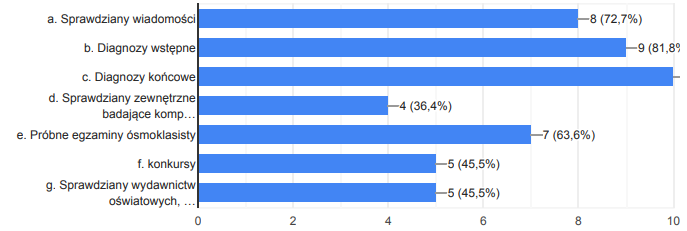 a. Sprawdziany wiadomości
8 (72,7%)
b. Diagnozy wstępne
9 (81,8%
c. Diagnozy końcowe
d. Sprawdziany zewnętrzne
badające komp…
4 (36,4%)
e. Próbne egzaminy ósmoklasisty
7 (63,6%)
f. konkursy
5 (45,5%)
g. Sprawdziany wydawnictw
oświatowych, …
5 (45,5%)
0 2 4 6 8 10